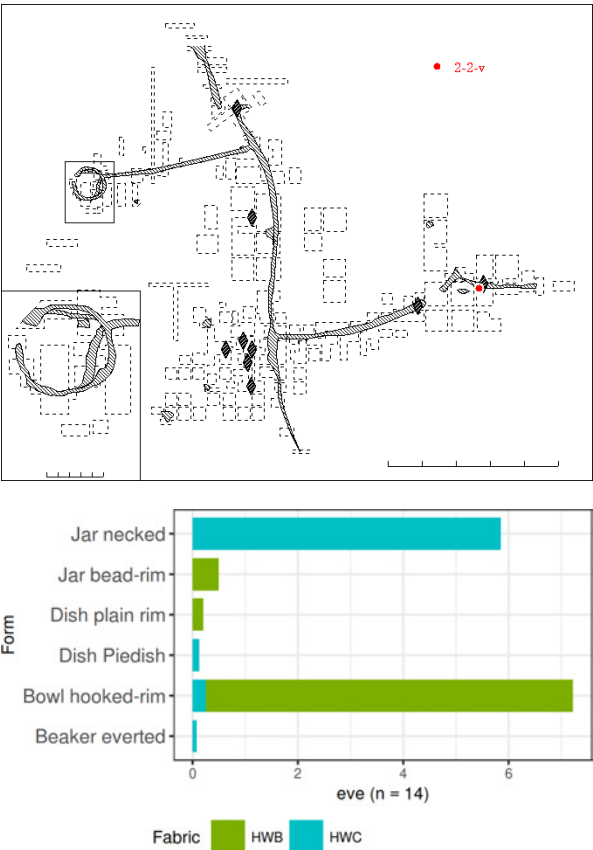 2-2-v
Jar necked
Jar bead-rim
Dish plain rim
Dish Piedish
Bowl hooked-rim
Beaker everted
Form
0 2 4 6
eve (n = 14)
Fabric HWB HWC